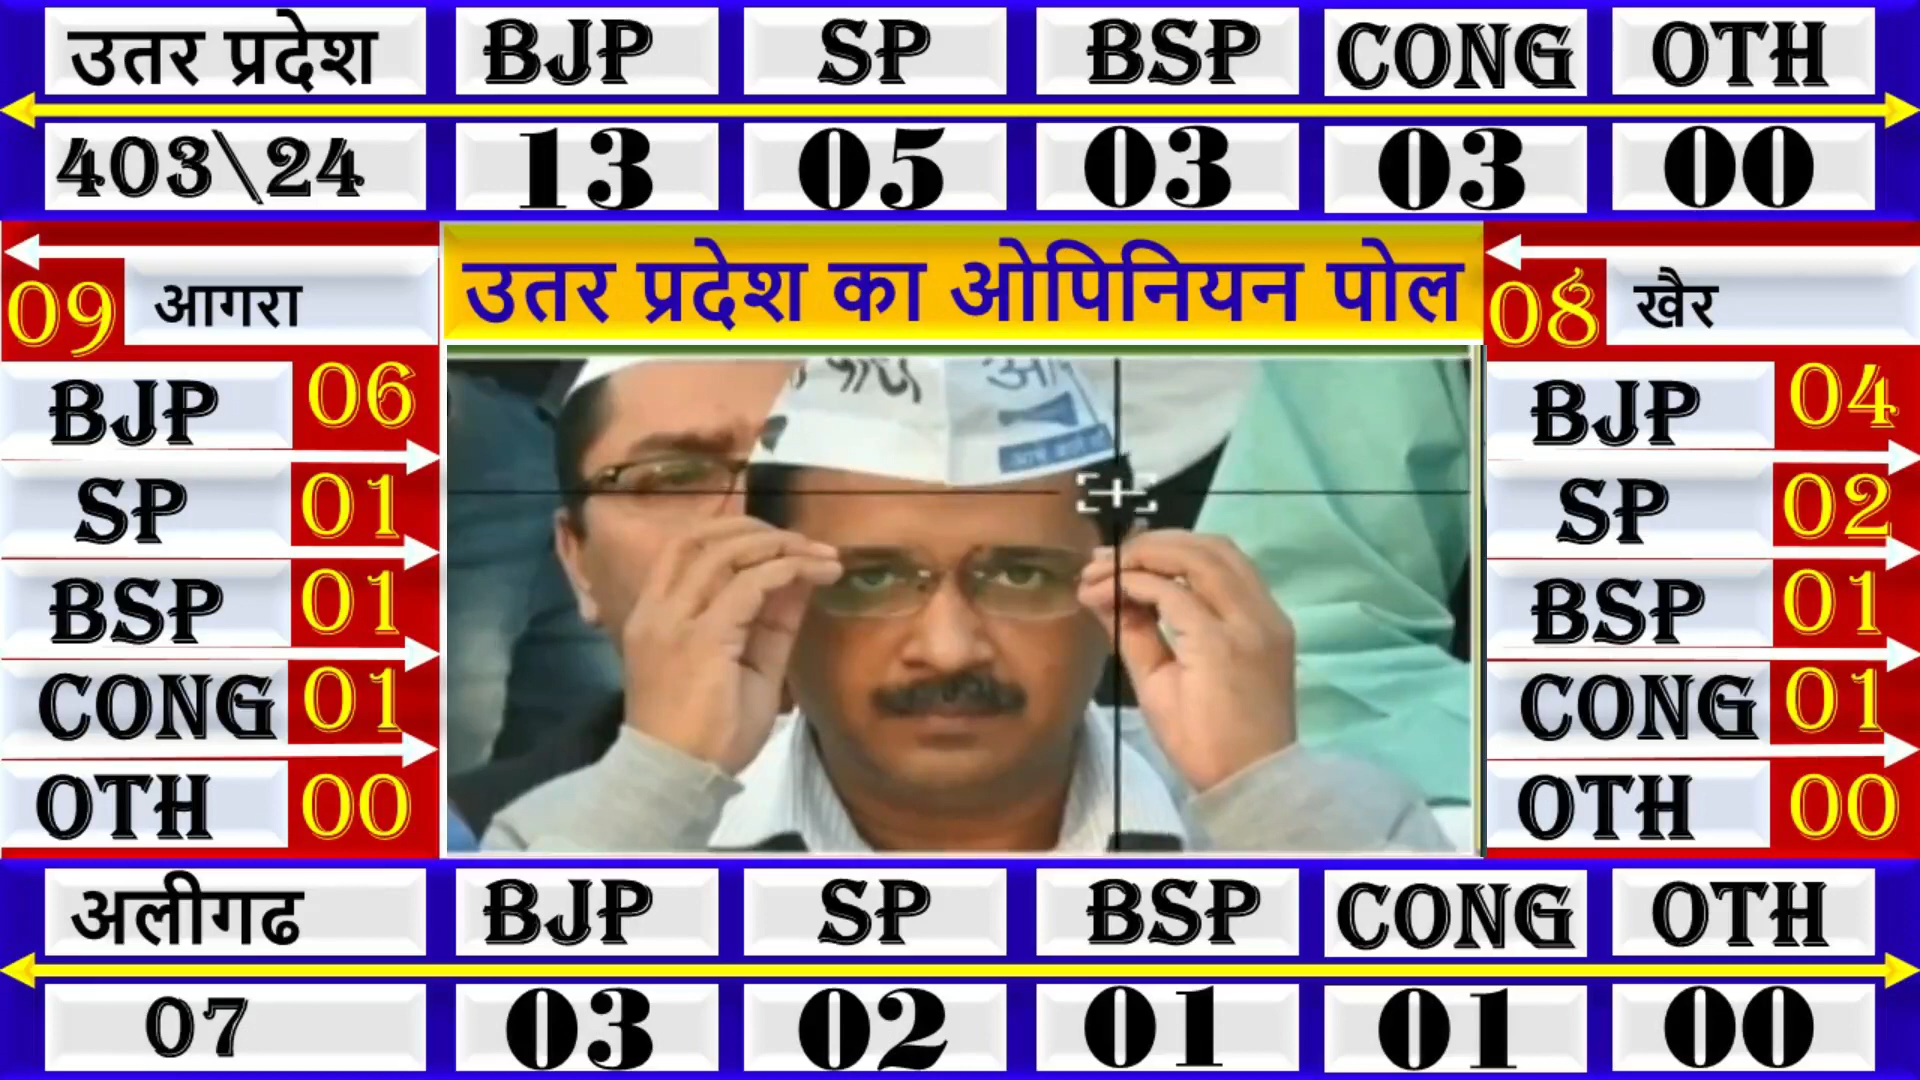 उतर प्रदेश BJP SP BSP CONG OTH
403\24 13 05 03 03 00
उतर प्रदेश का ओपिनियन पोल
09 आगरा
BJP 06
SP 01
BSP 01
CONG 01
OTH 00
08 खैर
BJP 04
SP 02
BSP 01
CONG 01
OTH 00
अलीगढ BJP SP BSP CONG OTH
07 03 02 01 01 00